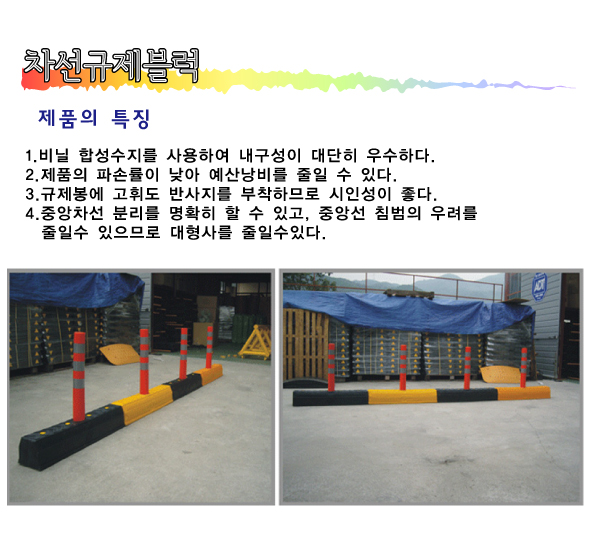 차선규제블럭
제품의 특징
1.비닐 합성수지를 사용하여 내구성이 대단히 우수하다.
2.제품의 파손률이 낮아 예산낭비를 줄일 수 있다.
3.규제봉에 고휘도 반사지를 부착하므로 시인성이 좋다.
4.중앙차선 분리를 명확히 할 수 있고, 중앙선 침범의 우려를
줄일수 있으므로 대형사를 줄일수있다.
ADT